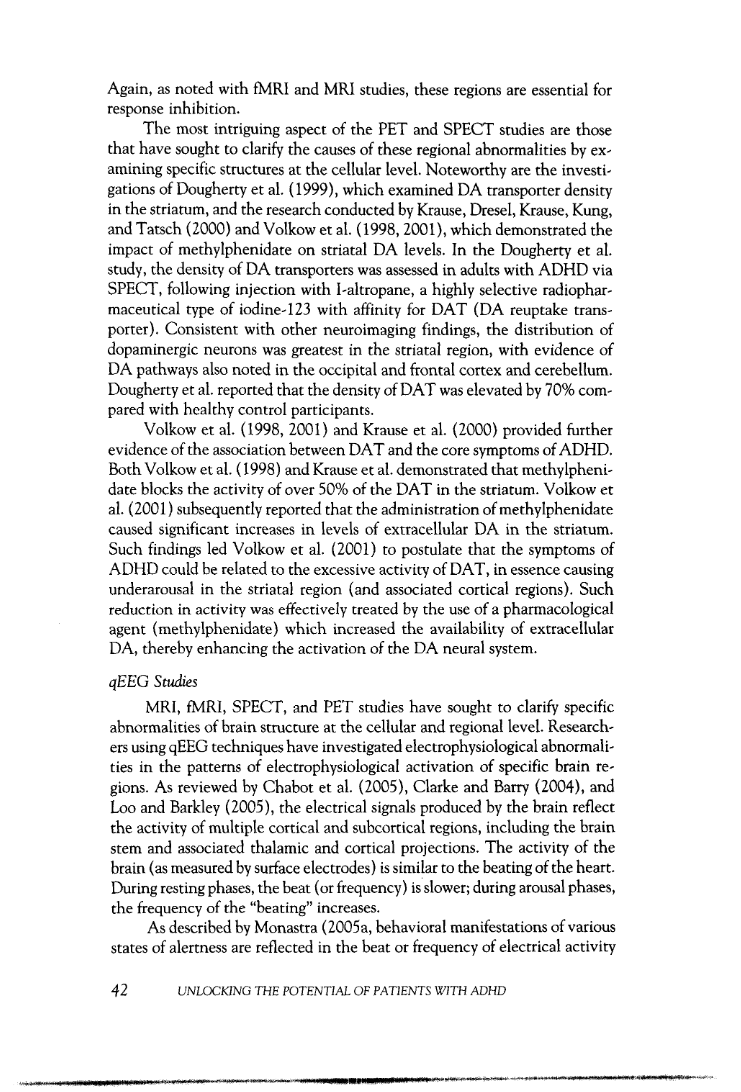 Again, as noted with fMRI and MRI studies, these regions are essential for
response inhibition.
The most intriguing aspect of the PET and SPECT studies are those
that have sought to clarify the causes of these regional abnormalities by ex-
amining specific structures at the cellular level. Noteworthy are the investi-
gations of Dougherty et al. (1999), which examined DA transporter density
in the striatum, and the research conducted by Krause, Dresel, Krause, Kung,
and Tatsch (2000) and Volkow et al. (1998, 2001), which demonstrated the
impact of methylphenidate on striatal DA levels. In the Dougherty et al.
study, the density of DA transporters was assessed in adults with ADHD via
SPECT, following injection with I-altropane, a highly selective radiophar-
maceutical type of iodine-123 with affinity for DAT (DA reuptake trans-
porter). Consistent with other neuroimaging findings, the distribution of
dopaminergic neurons was greatest in the striatal region, with evidence of
DA pathways also noted in the occipital and frontal cortex and cerebellum.
Dougherty et al. reported that the density of DAT was elevated by 70% com-
pared with healthy control participants.
Volkow et al. (1998, 2001) and Krause et al. (2000) provided further
evidence of the association between DAT and the core symptoms of ADHD.
Both Volkow et al. (1998) and Krause et al. demonstrated that methylpheni-
date blocks the activity of over 50% of the DAT in the striatum. Volkow et
al. (2001) subsequently reported that the administration of methylphenidate
caused significant increases in levels of extracellular DA in the striatum.
Such findings led Volkow et al. (2001) to postulate that the symptoms of
ADHD could be related to the excessive activity of DAT, in essence causing
underarousal in the striatal region (and associated cortical regions). Such
reduction in activity was effectively treated by the use of a pharmacological
agent (methylphenidate) which increased the availability of extracellular
DA, thereby enhancing the activation of the DA neural system.
qEEG Studies
MRI, fMRI, SPECT, and PET studies have sought to clarify specific
abnormalities of brain structure at the cellular and regional level. Research-
ers using qEEG techniques have investigated electrophysiological abnormali-
ties in the patterns of electrophysiological activation of specific brain re-
gions. As reviewed by Chabot et al. (2005), Clarke and Barry (2004), and
Loo and Barkley (2005), the electrical signals produced by the brain reflect
the activity of multiple cortical and subcortical regions, including the brain
stem and associated thalamic and cortical projections. The activity of the
brain (as measured by surface electrodes) is similar to the beating of the heart.
During resting phases, the beat (or frequency) is slower; during arousal phases,
the frequency of the “beating” increases.
As described by Monastra (2005a, behavioral manifestations of various
states of alertness are reflected in the beat or frequency of electrical activity
42 UNLOCKING THE POTENTIAL OF PATIENTS WITH ADHD